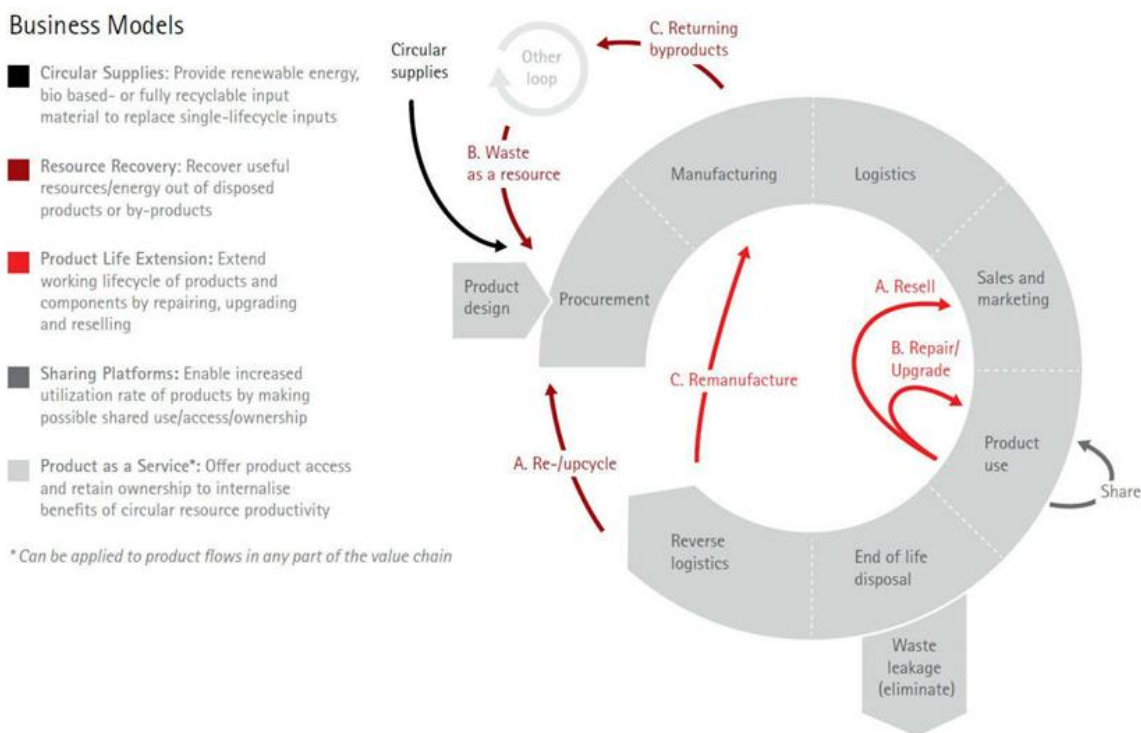 Business Models
Circular Supplies: Provide renewable energy,
bio based- or fully recyclable input
material to replace single-lifecycle inputs
Resource Recovery: Recover useful
resources/energy out of disposed
products or by-products
Product Life Extension: Extend
working lifecycle of products and
components by repairing, upgrading
and reselling
Sharing Platforms: Enable increased
utilization rate of products by making
possible shared use/access/ownership
Product as a Service*: Offer product access
and retain ownership to internalise
benefits of circular resource productivity
* Can be applied to product flows in any part of the value chain
Circular
supplies
Other
loop
C. Returning
byproducts
B. Waste
as a resource
Manufacturing
Logistics
Product
design
Procurement
Sales and
marketing
A. Resell
B. Repair/
Upgrade
C. Remanufacture
A. Re-/upcycle
Product
use
Share
Reverse
logistics
End of life
disposal
Waste
leakage
(eliminate)